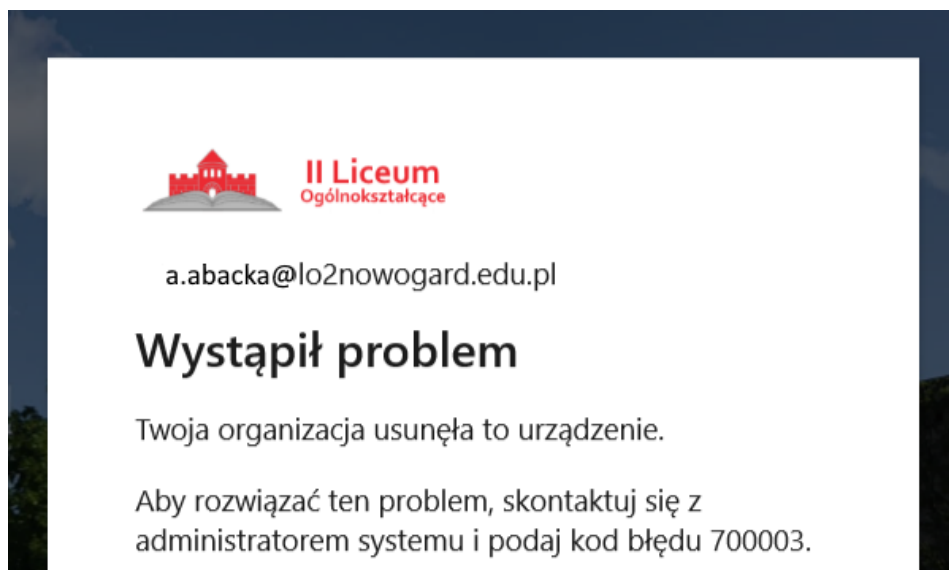 II Liceum
Ogólnokształcące
a.abacka@lo2nowogard.edu.pl
Wystąpił problem
Twoja organizacja usunęła to urządzenie.
Aby rozwiązać ten problem, skontaktuj się z
administratorem systemu i podaj kod błędu 700003.